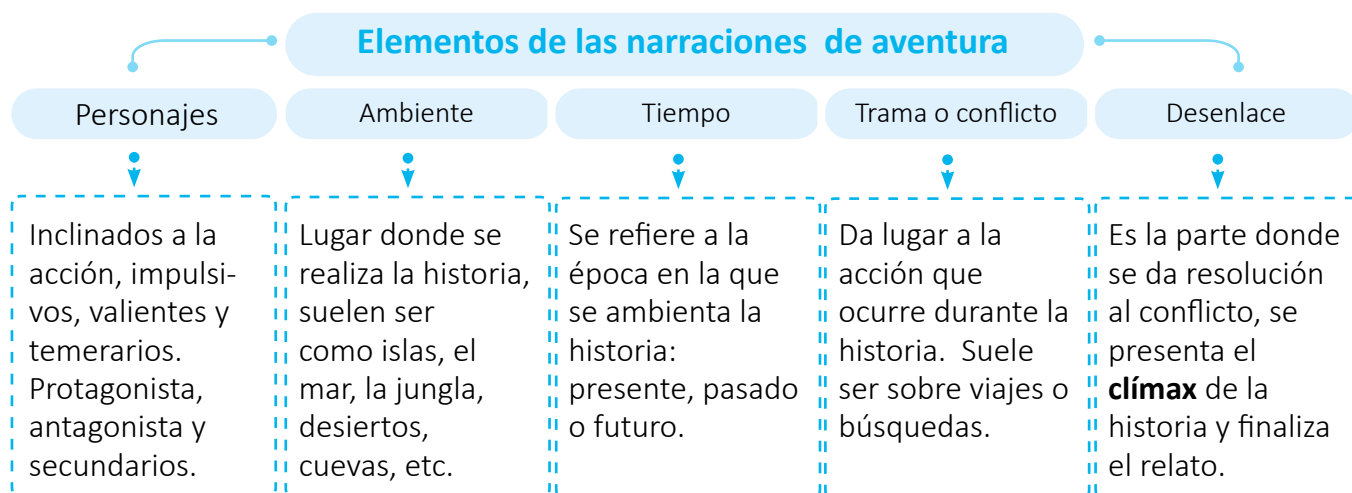 Elementos de las narraciones de aventura
Personajes
Ambiente
Tiempo
Trama o conflicto
Desenlace
Inclinados a la
acción, impulsi-
vos, valientes y
temerarios.
Protagonista,
antagonista y
secundarios.
Lugar donde se
realiza la historia,
suelen ser
como islas, el
mar, la jungla,
desiertos,
cuevas, etc.
Se refiere a la
época en la que
se ambienta la
historia:
presente, pasado
o futuro.
Da lugar a la
acción que
ocurre durante la
historia. Suele
ser sobre viajes o
búsquedas.
Es la parte donde
se da resolución
al conflicto, se
presenta el
clímax de la
historia y finaliza
el relato.